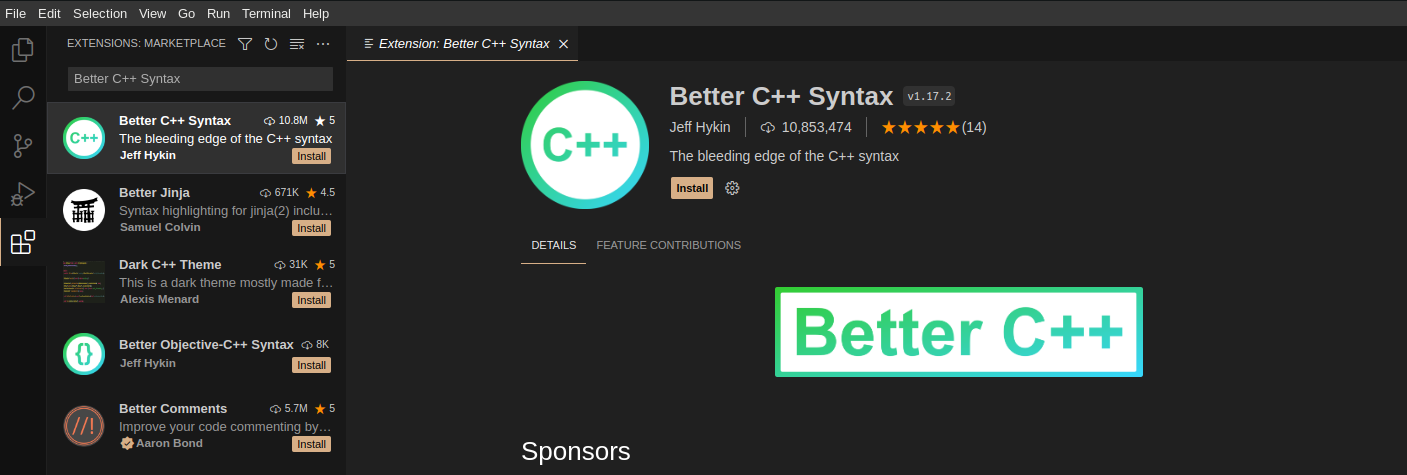 File Edit Selection View Go Run Terminal Help
EXTENSIONS: MARKETPLACE
Better C++ Syntax
C++
Better C++ Syntax 10.8M ★ 5
The bleeding edge of the C++ syntax
Jeff Hykin Install
Better Jinja 671K ★ 4.5
Syntax highlighting for jinja(2) inclu…
Samuel Colvin Install
Dark C++ Theme 31K ★ 5
This is a dark theme mostly made f…
Alexis Menard Install
{}
Better Objective-C++ Syntax 8K
Jeff Hykin Install
//!
Better Comments 5.7M ★ 5
Improve your code commenting by…
Aaron Bond Install
Extension: Better C++ Syntax
C++
Better C++ Syntax v1.17.2
Jeff Hykin 10,853,474 ★★★★★(14)
The bleeding edge of the C++ syntax
Install
DETAILS FEATURE CONTRIBUTIONS
Better C++
Sponsors